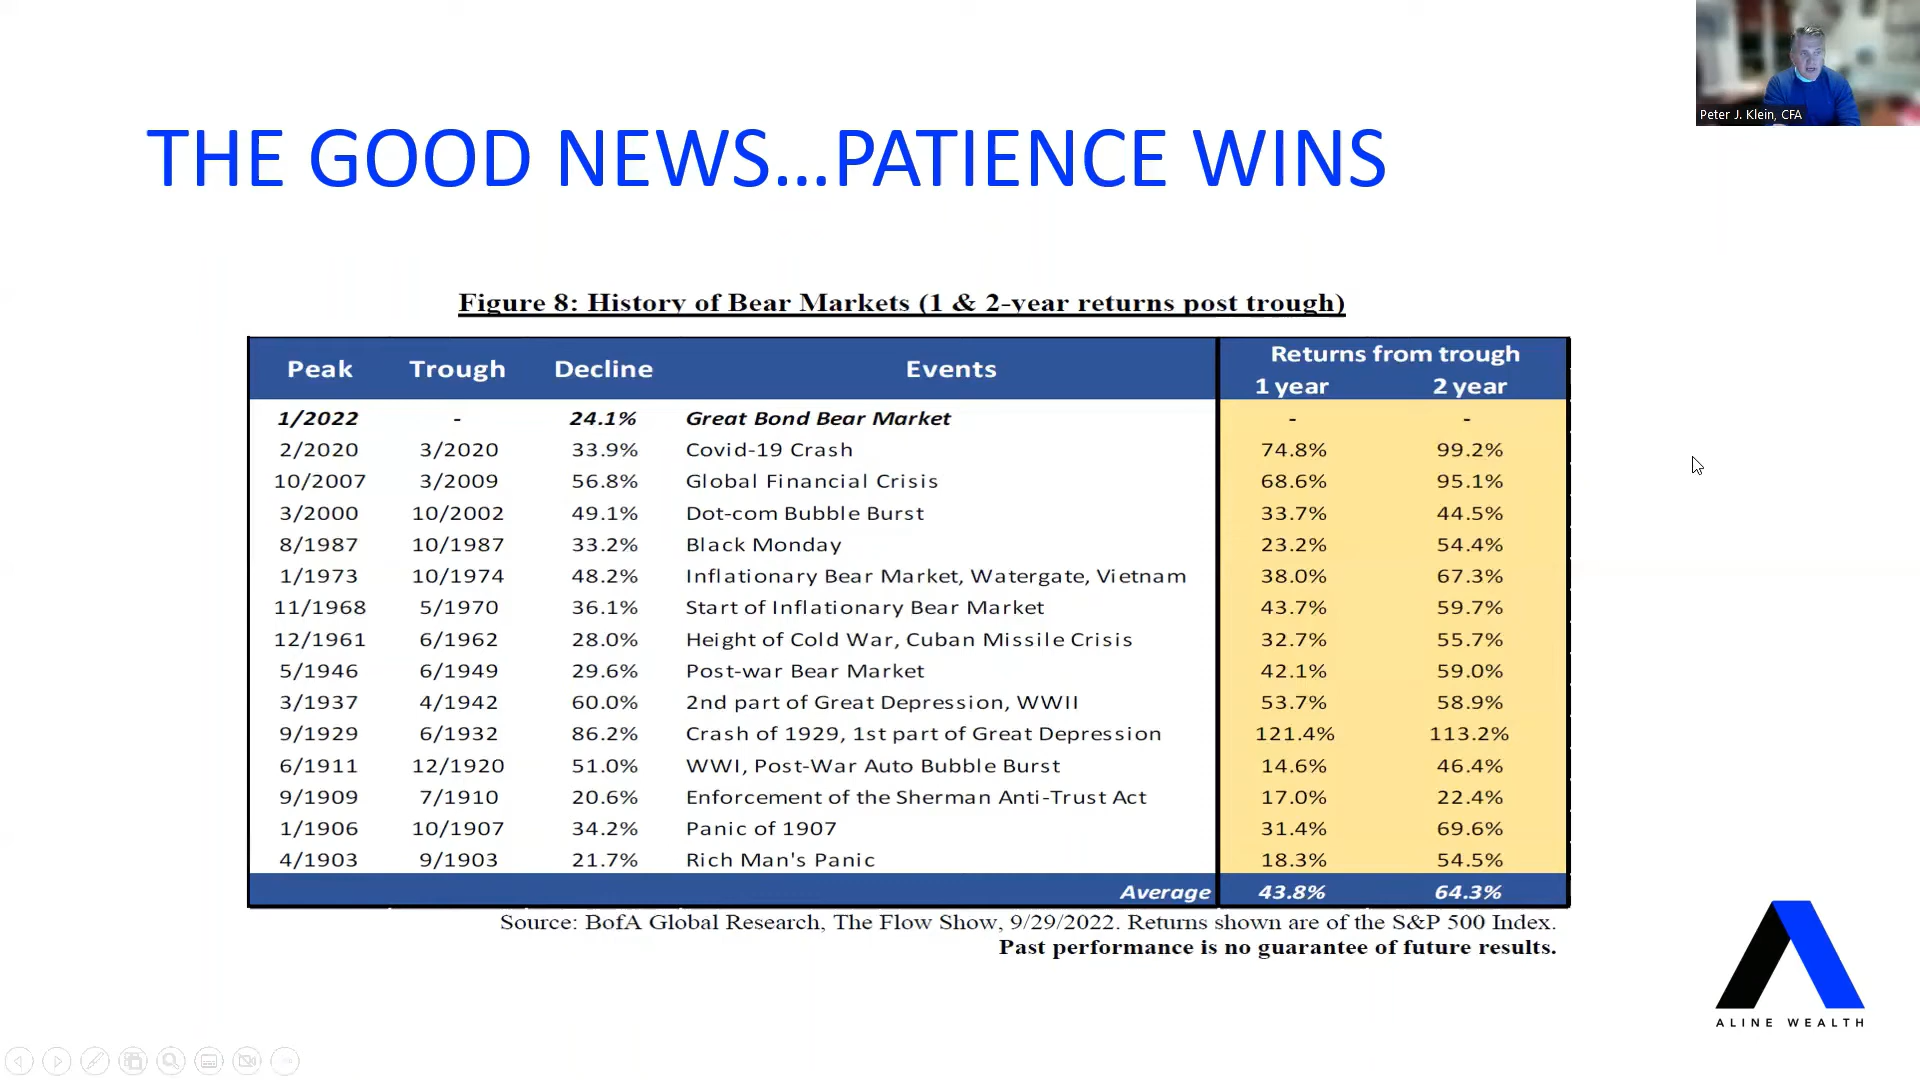 Peter J. Klein, CFA
THE GOOD NEWS...PATIENCE WINS
Figure 8: History of Bear Markets (1 & 2-year returns post trough)
Peak Trough Decline Events Returns from trough
1 year 2 year
1/2022 - 24.1% Great Bond Bear Market - -
2/2020 3/2020 33.9% Covid-19 Crash 74.8% 99.2%
10/2007 3/2009 56.8% Global Financial Crisis 68.6% 95.1%
3/2000 10/2002 49.1% Dot-com Bubble Burst 33.7% 44.5%
8/1987 10/1987 33.2% Black Monday 23.2% 54.4%
1/1973 10/1974 48.2% Inflationary Bear Market, Watergate, Vietnam 38.0% 67.3%
11/1968 5/1970 36.1% Start of Inflationary Bear Market 43.7% 59.7%
12/1961 6/1962 28.0% Height of Cold War, Cuban Missile Crisis 32.7% 55.7%
5/1946 6/1949 29.6% Post-war Bear Market 42.1% 59.0%
3/1937 4/1942 60.0% 2nd part of Great Depression, WWII 53.7% 58.9%
9/1929 6/1932 86.2% Crash of 1929, 1st part of Great Depression 121.4% 113.2%
6/1911 12/1920 51.0% WWI, Post-War Auto Bubble Burst 14.6% 46.4%
9/1909 7/1910 20.6% Enforcement of the Sherman Anti-Trust Act 17.0% 22.4%
1/1906 10/1907 34.2% Panic of 1907 31.4% 69.6%
4/1903 9/1903 21.7% Rich Man's Panic 18.3% 54.5%
Average 43.8% 64.3%
Source: BofA Global Research, The Flow Show, 9/29/2022. Returns shown are of the S&P 500 Index.
Past performance is no guarantee of future results.
ALINE WEALTH